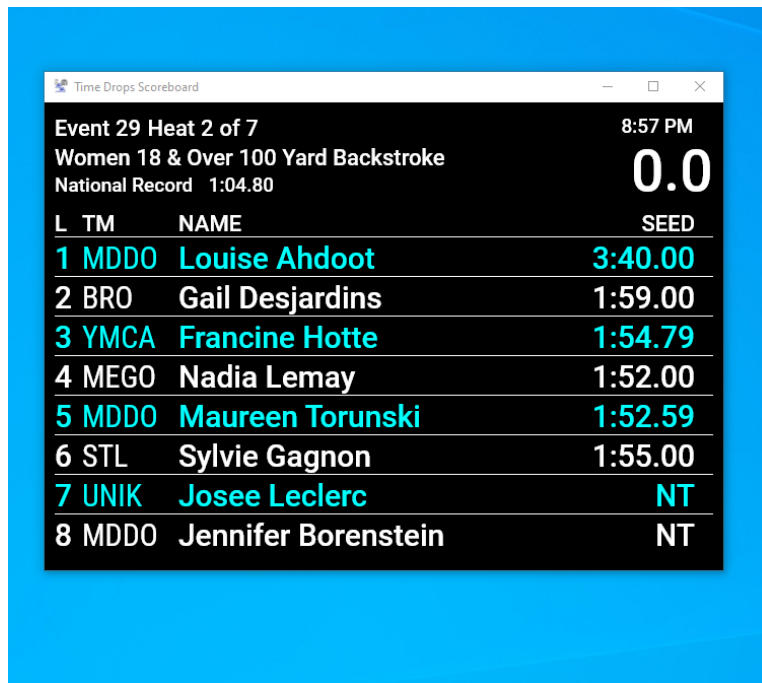 Time Drops Scoreboard
Event 29 Heat 2 of 7 8:57 PM
Women 18 & Over 100 Yard Backstroke 0.0
National Record 1:04.80
L TM NAME SEED
1 MDDO Louise Ahdoot 3:40.00
2 BRO Gail Desjardins 1:59.00
3 YMCA Francine Hotte 1:54.79
4 MEGO Nadia Lemay 1:52.00
5 MDDO Maureen Torunski 1:52.59
6 STL Sylvie Gagnon 1:55.00
7 UNIK Josee Leclerc NT
8 MDDO Jennifer Borenstein NT